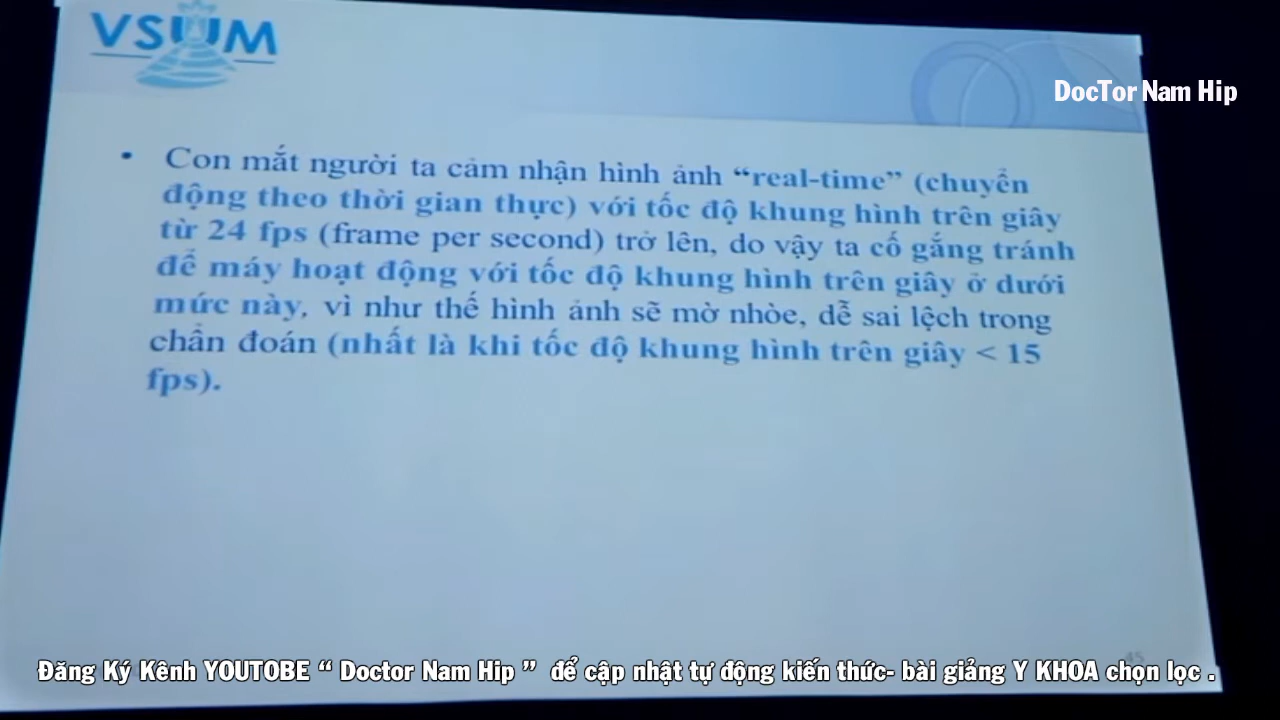 VSUM
DocTor Nam Hip
• Con mắt người ta cảm nhận hình ảnh “real-time” (chuyển
động theo thời gian thực) với tốc độ khung hình trên giây
từ 24 fps (frame per second) trở lên, do vậy ta cố gắng tránh
để máy hoạt động với tốc độ khung hình trên giây ở dưới
mức này, vì như thế hình ảnh sẽ mờ nhòe, dễ sai lệch trong
chẩn đoán (nhất là khi tốc độ khung hình trên giây < 15
fps).
45
Đăng Ký Kênh YOUTOBE “ Doctor Nam Hip ” để cập nhật tự động kiến thức- bài giảng Y KHOA chọn lọc .